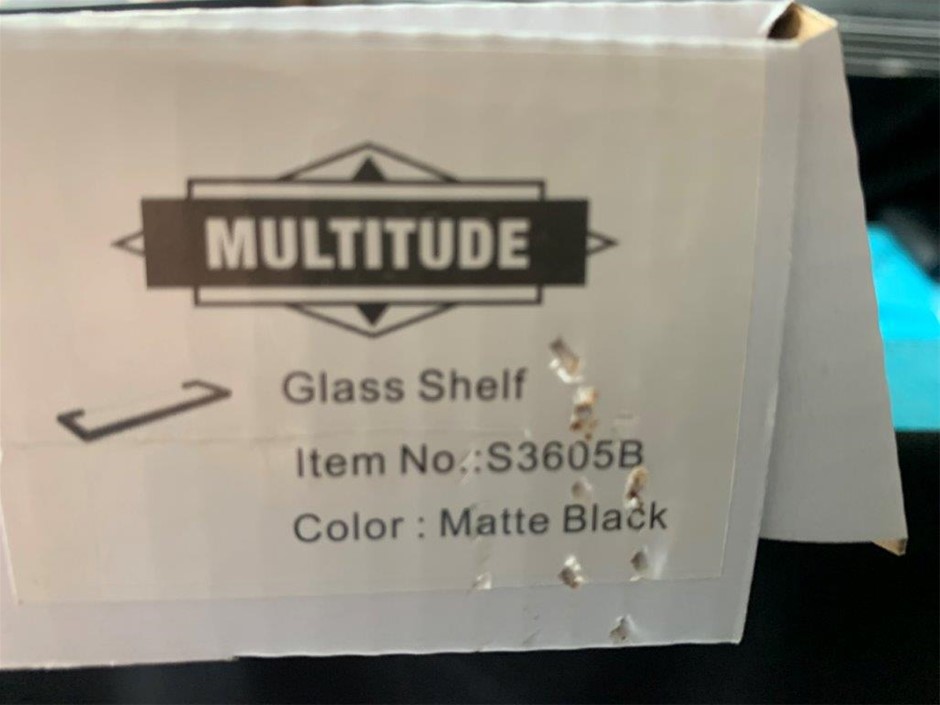 MULTITUDE
Glass Shelf
Item No.:S3605B
Color : Matte Black